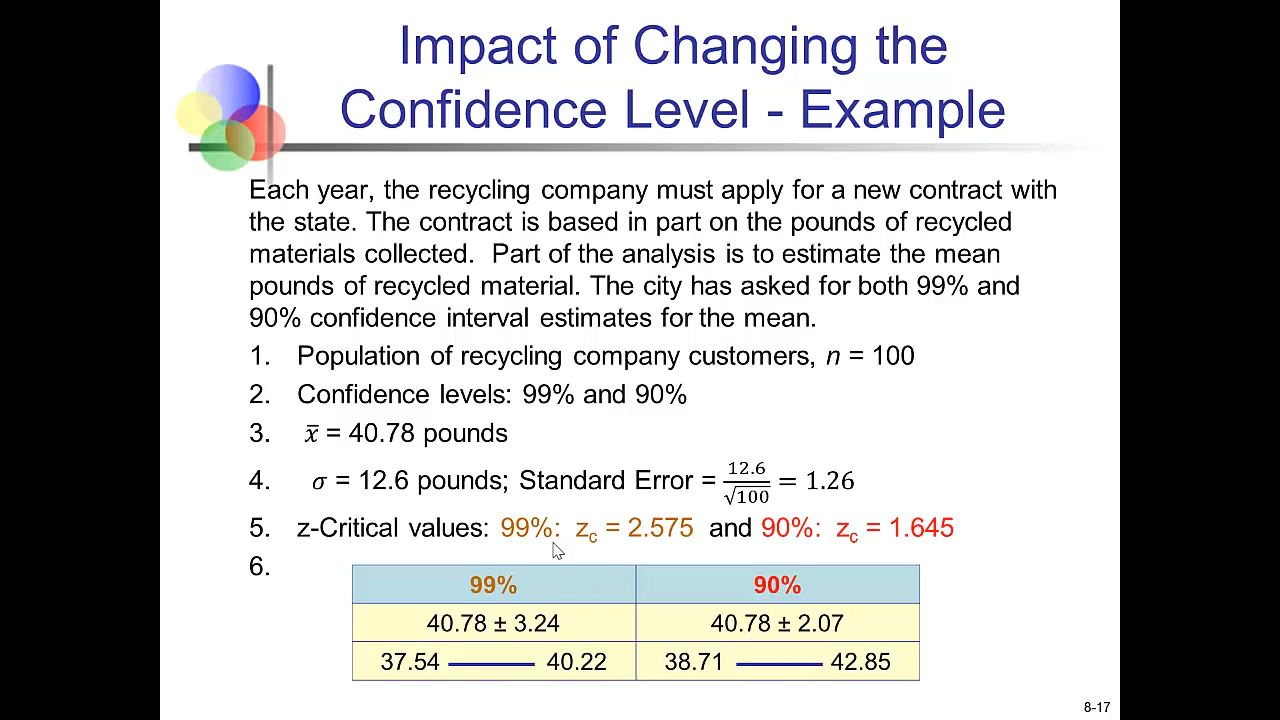 Impact of Changing the
Confidence Level - Example
Each year, the recycling company must apply for a new contract with
the state. The contract is based in part on the pounds of recycled
materials collected.  Part of the analysis is to estimate the mean
pounds of recycled material. The city has asked for both 99% and
90% confidence interval estimates for the mean.
1. Population of recycling company customers, n = 100
2. Confidence levels: 99% and 90%
3. x̄ = 40.78 pounds
4. σ = 12.6 pounds; Standard Error = 12.6/√100 = 1.26
5. z-Critical values: 99%: zc = 2.575 and 90%: zc = 1.645
6.
99% 90%
40.78 ± 3.24 40.78 ± 2.07
37.54 40.22 38.71 42.85
8-17